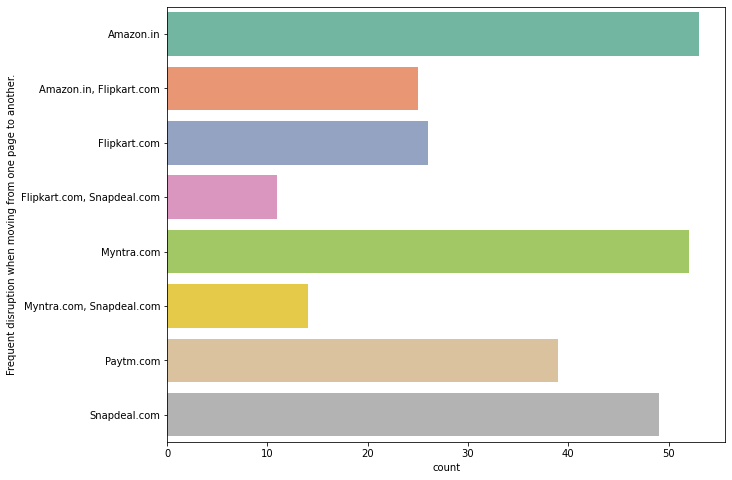 Frequent disruption when moving from one page to another.
Amazon.in
Amazon.in, Flipkart.com
Flipkart.com
Flipkart.com, Snapdeal.com
Myntra.com
Myntra.com, Snapdeal.com
Paytm.com
Snapdeal.com
0 10 20 30 40 50
count